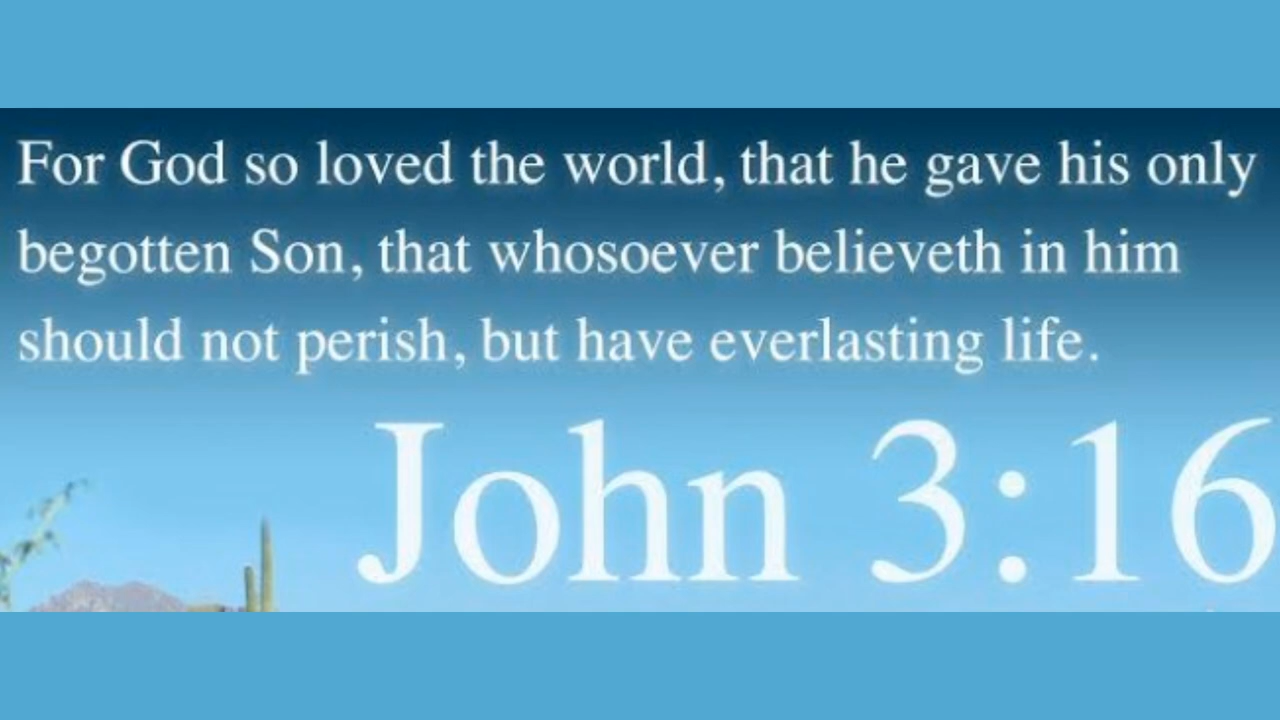 For God so loved the world, that he gave his only
begotten Son, that whosoever believeth in him
should not perish, but have everlasting life.
John 3:16